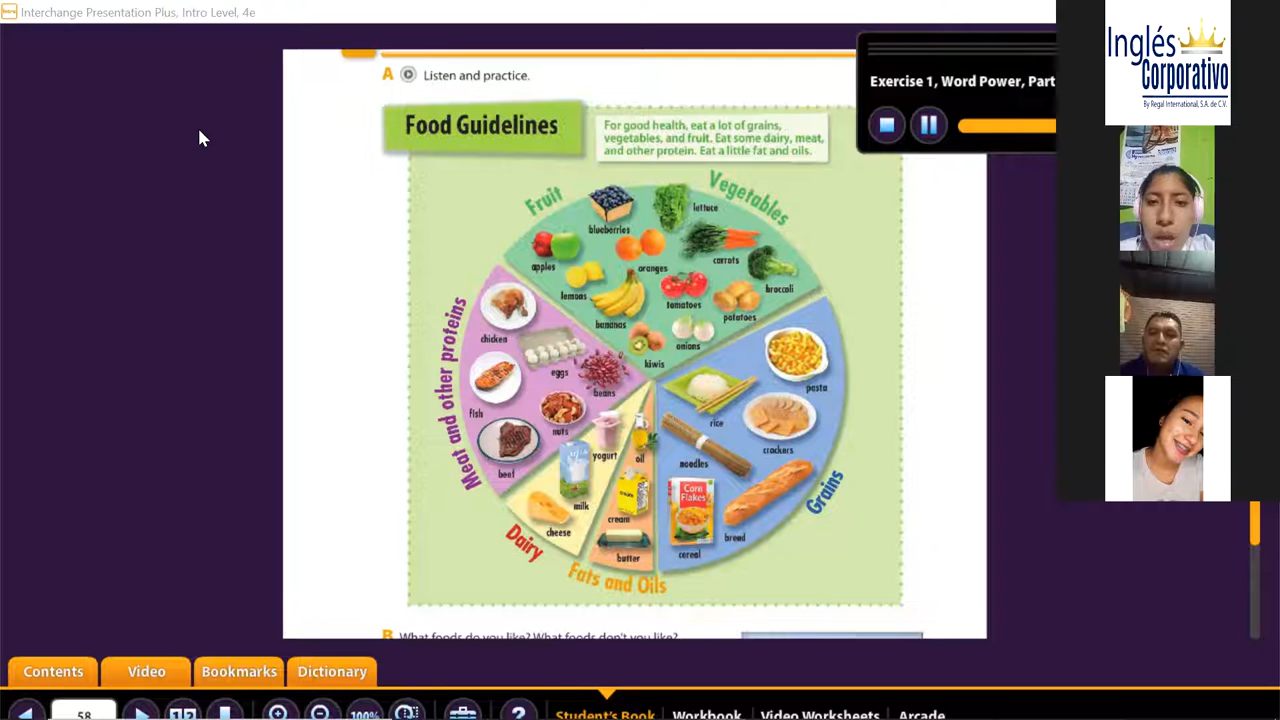 Interchange Presentation Plus, Intro Level, 4e
A Listen and practice.
Food Guidelines
For good health, eat a lot of grains,
vegetables, and fruit. Eat some dairy, meat,
and other protein. Eat a little fat and oils.
Exercise 1, Word Power, Part
Inglés
Corporativo
By Regal International, S.A. de C.V.
Fruit
Vegetables
blueberries
lettuce
apples
oranges
carrots
lemons
broccoli
bananas
tomatoes
potatoes
kiwis
onions
Meat and other proteins
chicken
eggs
beans
fish
nuts
beef
Dairy
yogurt
milk
cheese
Fats and Oils
oil
cream
butter
Grains
pasta
rice
crackers
noodles
Corn
Flakes
bread
cereal
B What foods do you like? What foods don't you like?
Contents
Video
Bookmarks
Dictionary
58
100%
?
Student's Book
Workbook
Video Worksheets
Arcade